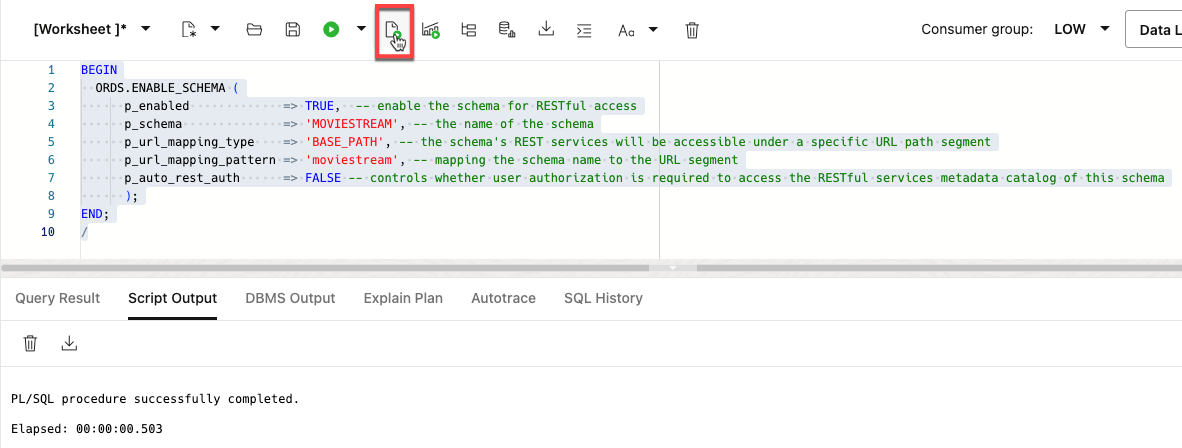 [Worksheet ]* Aa Consumer group: LOW Data L
1 BEGIN
2   ORDS.ENABLE_SCHEMA (
3       p_enabled             => TRUE,  -- enable the schema for RESTful access
4       p_schema              => 'MOVIESTREAM', -- the name of the schema
5       p_url_mapping_type    => 'BASE_PATH', -- the schema's REST services will be accessible under a specific URL path segment
6       p_url_mapping_pattern => 'moviestream', -- mapping the schema name to the URL segment
7       p_auto_rest_auth      => FALSE -- controls whether user authorization is required to access the RESTful services metadata catalog of this schema
8       );
9 END;
10 /
Query Result Script Output DBMS Output Explain Plan Autotrace SQL History
PL/SQL procedure successfully completed.
Elapsed: 00:00:00.503